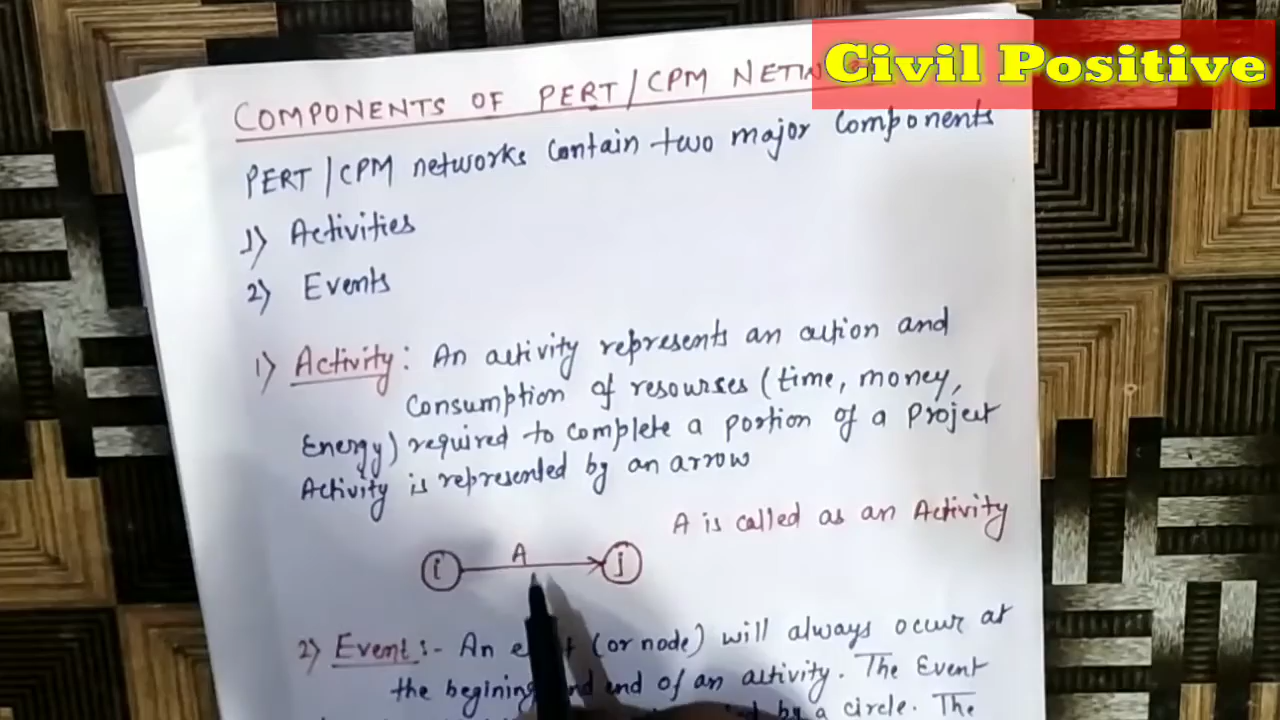 Civil Positive
COMPONENTS OF PERT/CPM
PERT/CPM networks contain two major components
1) Activities
2) Events
1) Activity: An activity represents an action and
consumption of resourses (time, money,
Energy) required to complete a portion of a Project
Activity is represented by an arrow
A is called as an Activity
i A j
2) Event:- An (or node) will always occur at
the begining and end of an activity. The Event
by a circle. The